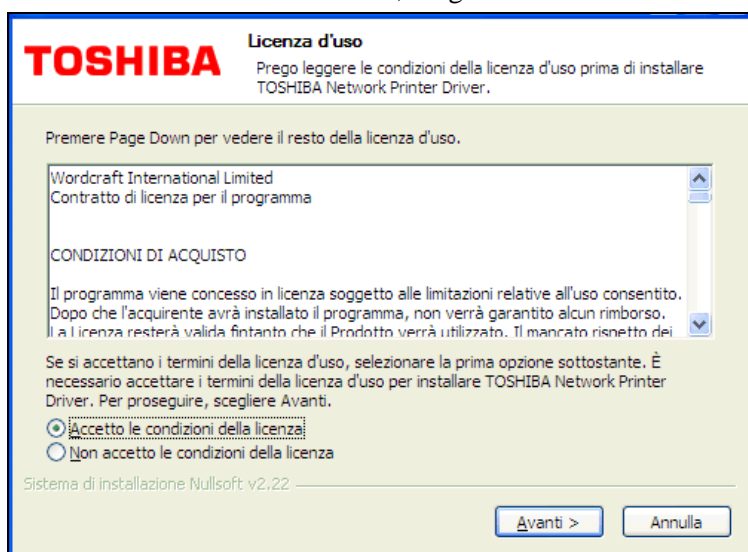 TOSHIBA
Licenza d'uso
Prego leggere le condizioni della licenza d'uso prima di installare
TOSHIBA Network Printer Driver.
Premere Page Down per vedere il resto della licenza d'uso.
Wordcraft International Limited
Contratto di licenza per il programma
CONDIZIONI DI ACQUISTO
Il programma viene concesso in licenza soggetto alle limitazioni relative all'uso consentito.
Dopo che l'acquirente avrà installato il programma, non verrà garantito alcun rimborso.
La Licenza resterà valida fintanto che il Prodotto verrà utilizzato. Il mancato rispetto dei
Se si accettano i termini della licenza d'uso, selezionare la prima opzione sottostante. È
necessario accettare i termini della licenza d'uso per installare TOSHIBA Network Printer
Driver. Per proseguire, scegliere Avanti.
Accetto le condizioni della licenza
Non accetto le condizioni della licenza
Sistema di installazione Nullsoft v2.22
Avanti >
Annulla